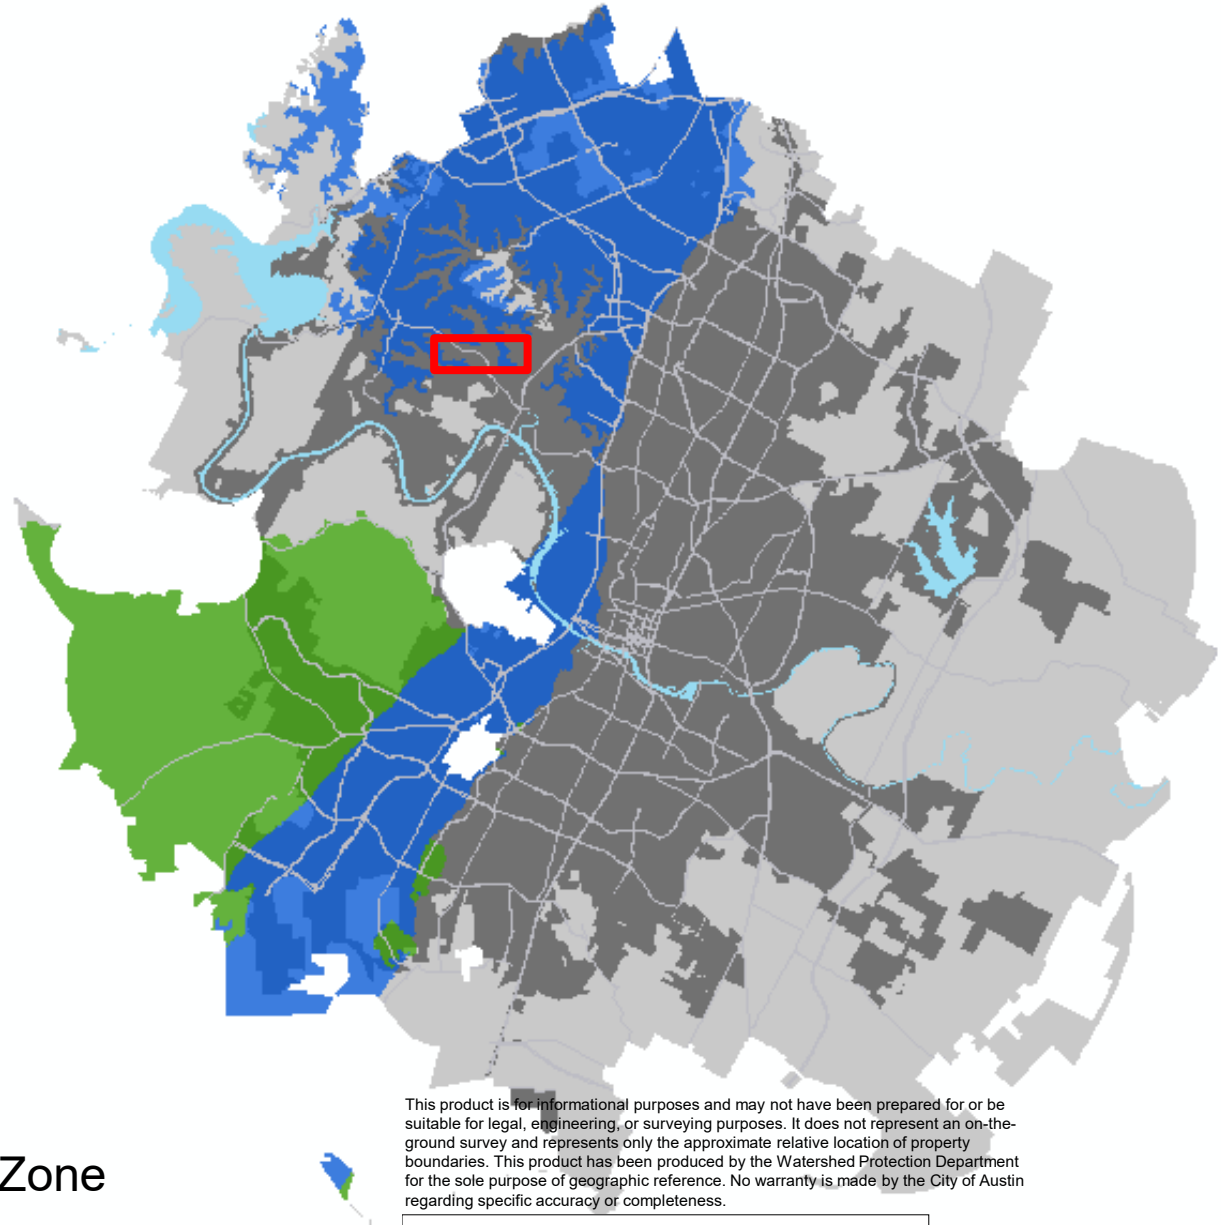 This product is for informational purposes and may not have been prepared for or be
suitable for legal, engineering, or surveying purposes. It does not represent an on-the-
ground survey and represents only the approximate relative location of property
boundaries. This product has been produced by the Watershed Protection Department
for the sole purpose of geographic reference. No warranty is made by the City of Austin
regarding specific accuracy or completeness.
Zone